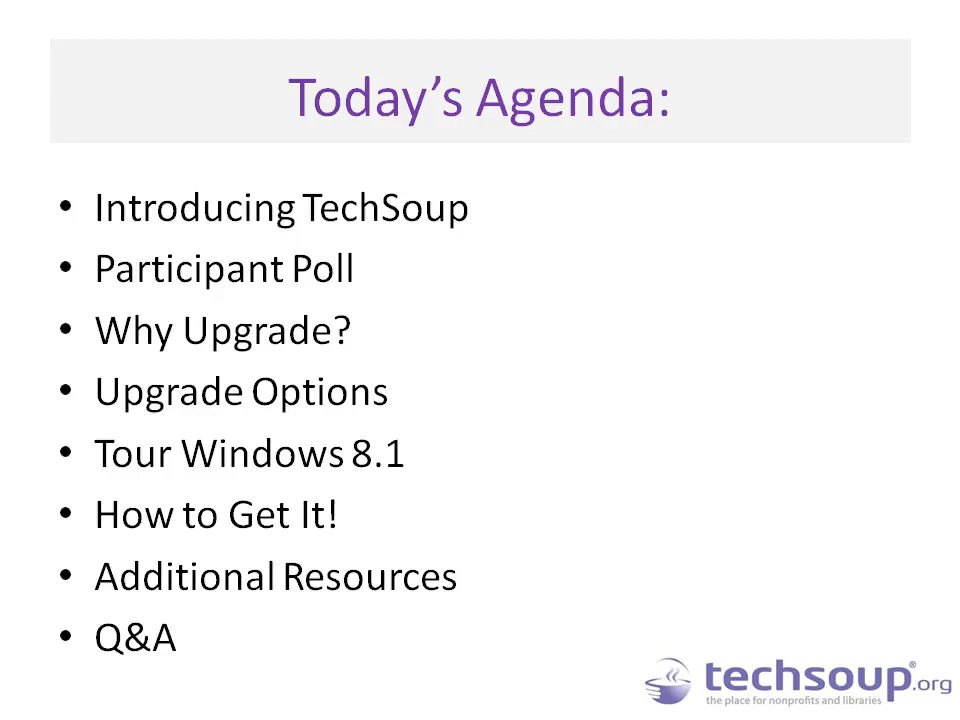 Today's Agenda:
• Introducing TechSoup
• Participant Poll
• Why Upgrade?
• Upgrade Options
• Tour Windows 8.1
• How to Get It!
• Additional Resources
• Q&A
techsoup®.org
the place for nonprofits and libraries